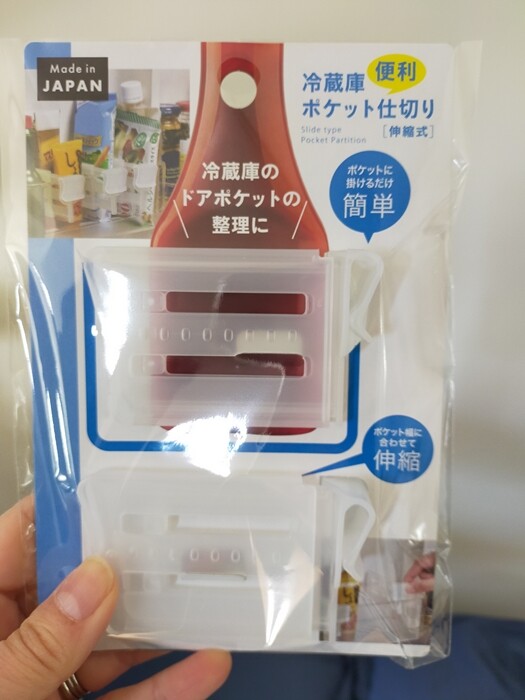 Made in
JAPAN
冷蔵庫
便利
ポケット仕切り
Slide type
Pocket Partition
[伸縮式]
冷蔵庫の
ドアポケットの
整理に
ポケットに
掛けるだけ
簡単
ポケット幅に
合わせて
伸縮